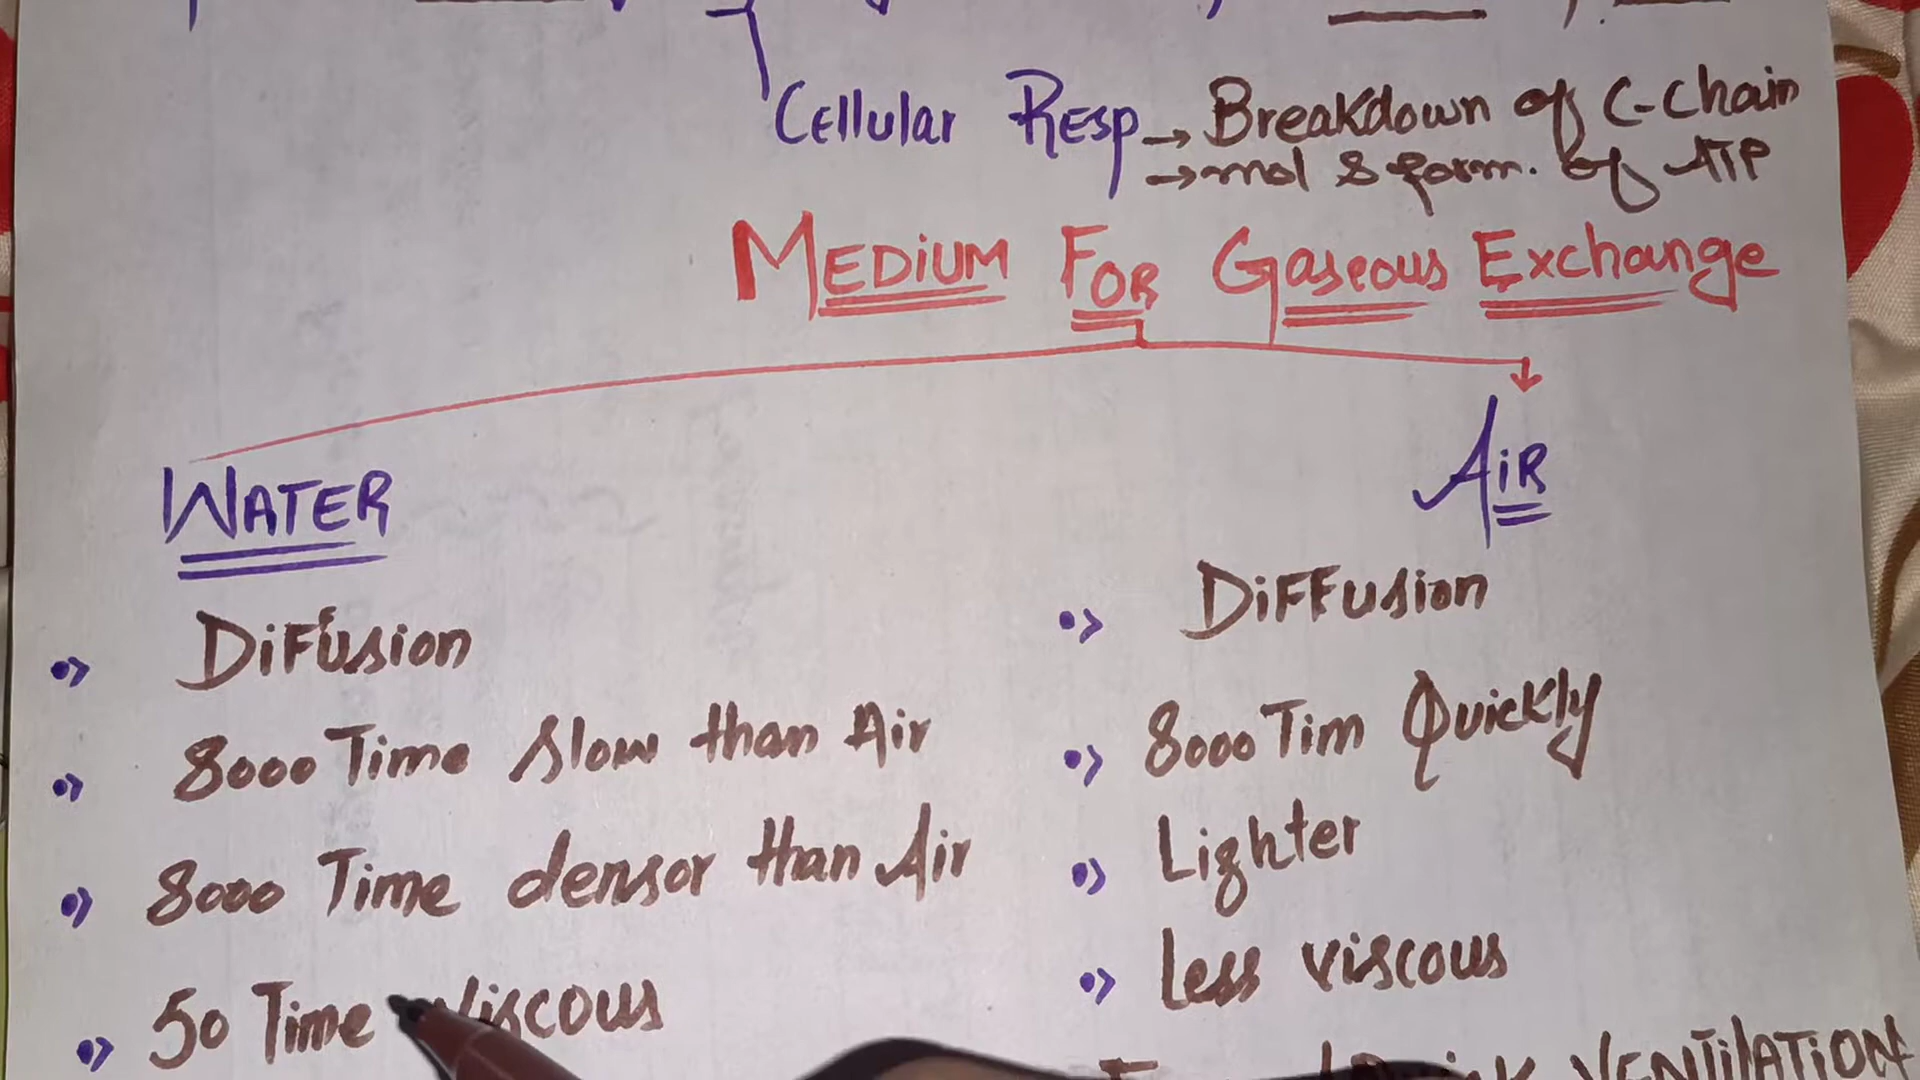 Cellular Resp → Breakdown of C-Chain
→ mol & form. of ATP
MEDIUM FOR Gaseous Exchange
WATER
AiR
DiFusion
8000 Time slow than Air
8000 Time densor than Air
50 Time Viscous
DiFFusion
8000 Tim Quickly
Lighter
Less viscous
VENTILATION